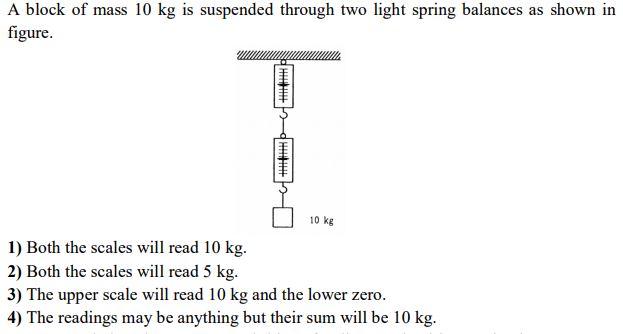 A block of mass 10 kg is suspended through two light spring balances as shown in
figure.
10 kg
1) Both the scales will read 10 kg.
2) Both the scales will read 5 kg.
3) The upper scale will read 10 kg and the lower zero.
4) The readings may be anything but their sum will be 10 kg.